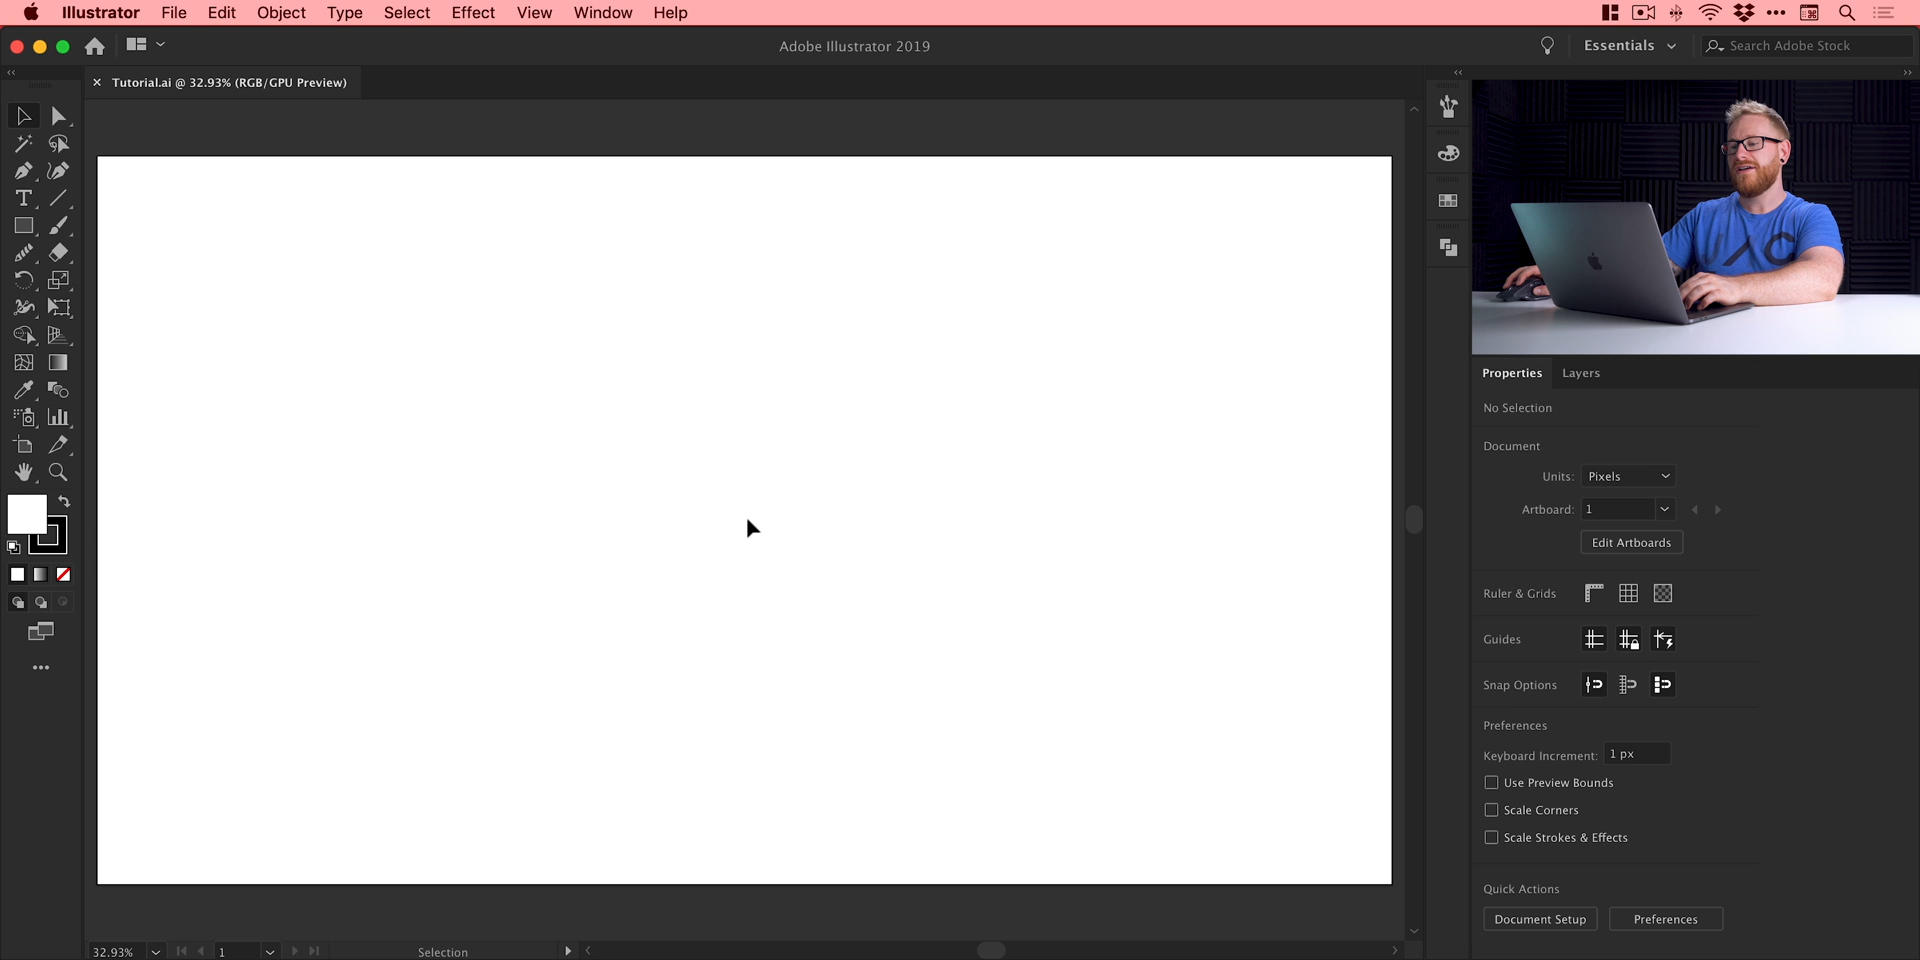 Illustrator File Edit Object Type Select Effect View Window Help
Adobe Illustrator 2019
Essentials
Search Adobe Stock
Tutorial.ai @ 32.93% (RGB/GPU Preview)
Properties Layers
No Selection
Document
Units: Pixels
Artboard: 1
Edit Artboards
Ruler & Grids
Guides
Snap Options
Preferences
Keyboard Increment: 1 px
Use Preview Bounds
Scale Corners
Scale Strokes & Effects
Quick Actions
Document Setup Preferences
32.93% 1 Selection